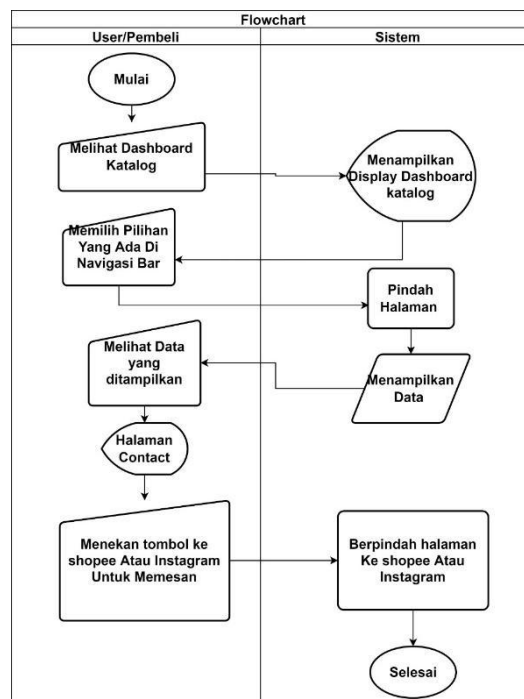 Flowchart
User/Pembeli
Sistem
Mulai
Melihat Dashboard
Katalog
Menampilkan
Display Dashboard
katalog
Memilih Pilihan
Yang Ada Di
Navigasi Bar
Pindah
Halaman
Melihat Data
yang
ditampilkan
Menampilkan
Data
Halaman
Contact
Menekan tombol ke
shopee Atau Instagram
Untuk Memesan
Berpindah halaman
Ke shopee Atau
Instagram
Selesai